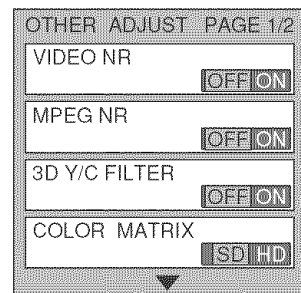 OTHER ADJUST PAGE 1/2
VIDEO NR
OFF ON
MPEG NR
OFF ON
3D Y/C FILTER
OFF ON
COLOR MATRIX
SD HD